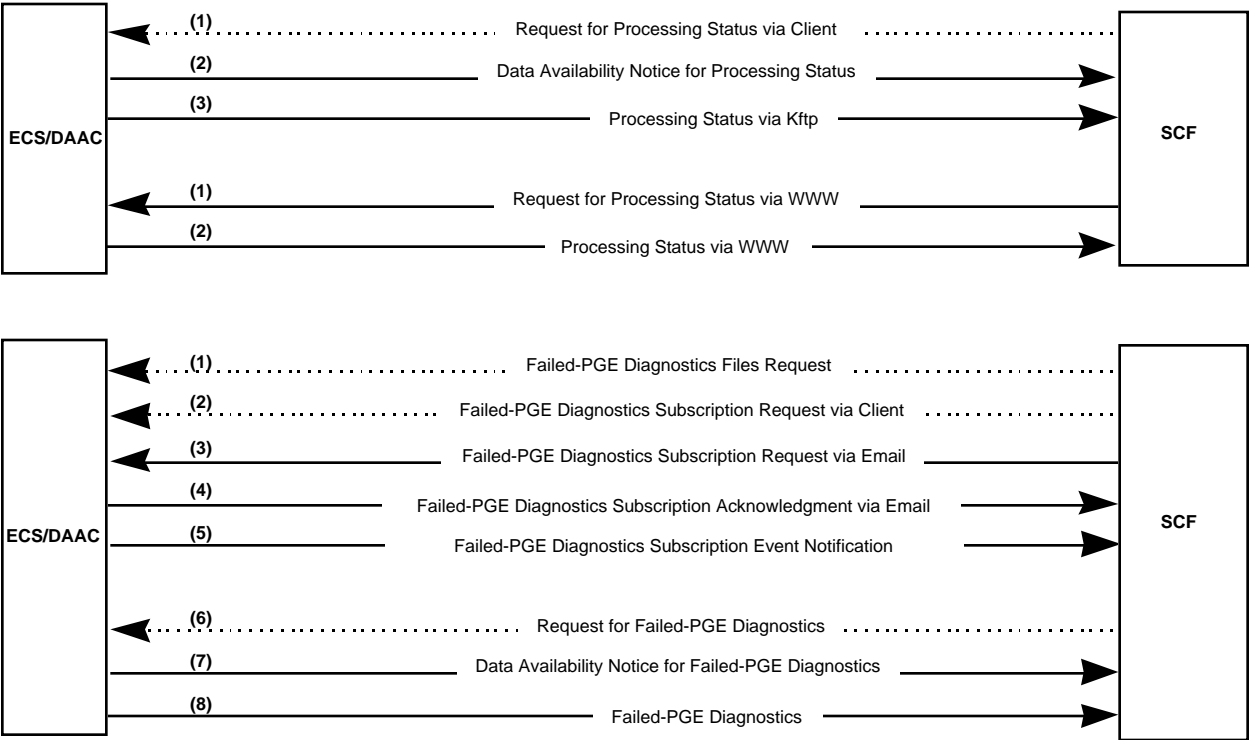 (1) Request for Processing Status via Client
(2) Data Availability Notice for Processing Status
(3) Processing Status via Kftp
ECS/DAAC
SCF
(1) Request for Processing Status via WWW
(2) Processing Status via WWW
(1) Failed-PGE Diagnostics Files Request
(2) Failed-PGE Diagnostics Subscription Request via Client
(3) Failed-PGE Diagnostics Subscription Request via Email
(4) Failed-PGE Diagnostics Subscription Acknowledgment via Email
ECS/DAAC
SCF
(5) Failed-PGE Diagnostics Subscription Event Notification
(6) Request for Failed-PGE Diagnostics
(7) Data Availability Notice for Failed-PGE Diagnostics
(8) Failed-PGE Diagnostics